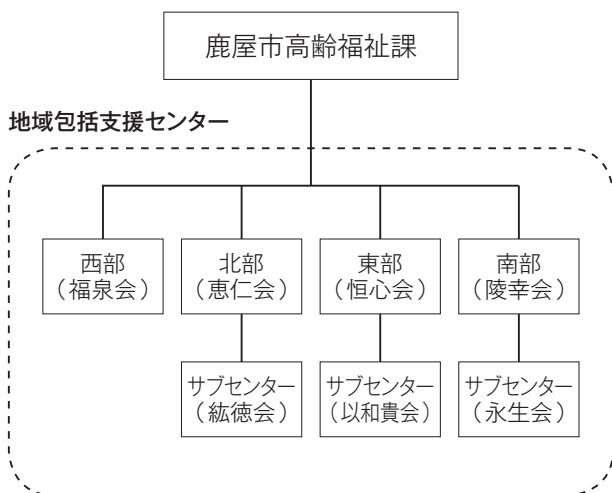 鹿屋市高齢福祉課
地域包括支援センター
西部
（福泉会）
北部
（恵仁会）
東部
（恒心会）
南部
（陵幸会）
サブセンター
（紘徳会）
サブセンター
（以和貴会）
サブセンター
（永生会）